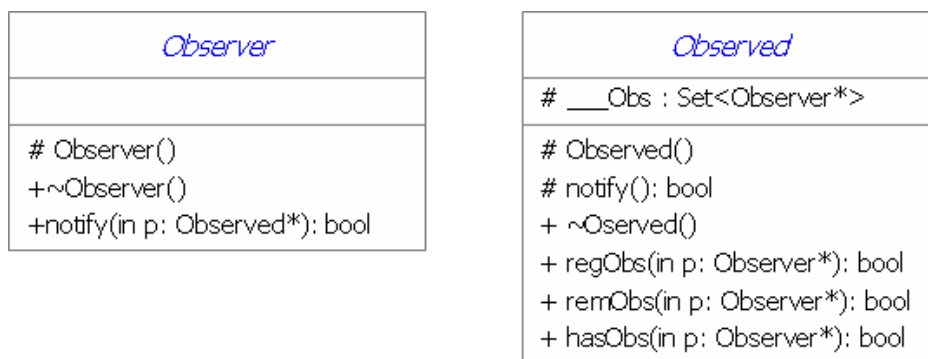 Observer
# Observer()
+~Observer()
+notify(in p: Observed*): bool
Observed
# ___Obs : Set<Observer*>
# Observed()
# notify(): bool
+ ~Oserved()
+ regObs(in p: Observer*): bool
+ remObs(in p: Observer*): bool
+ hasObs(in p: Observer*): bool